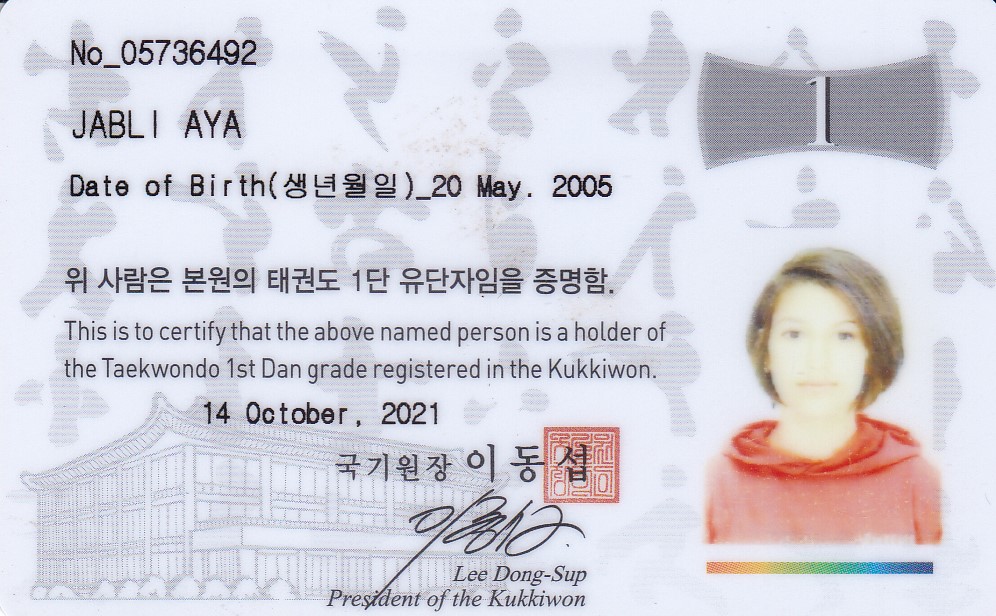 No_05736492
1
JABLI AYA
Date of Birth(생년월일)_20 May. 2005
위 사람은 본원의 태권도 1단 유단자임을 증명함.
This is to certify that the above named person is a holder of
the Taekwondo 1st Dan grade registered in the Kukkiwon.
14 October, 2021
국기원장 이동섭
Lee Dong-Sup
President of the Kukkiwon